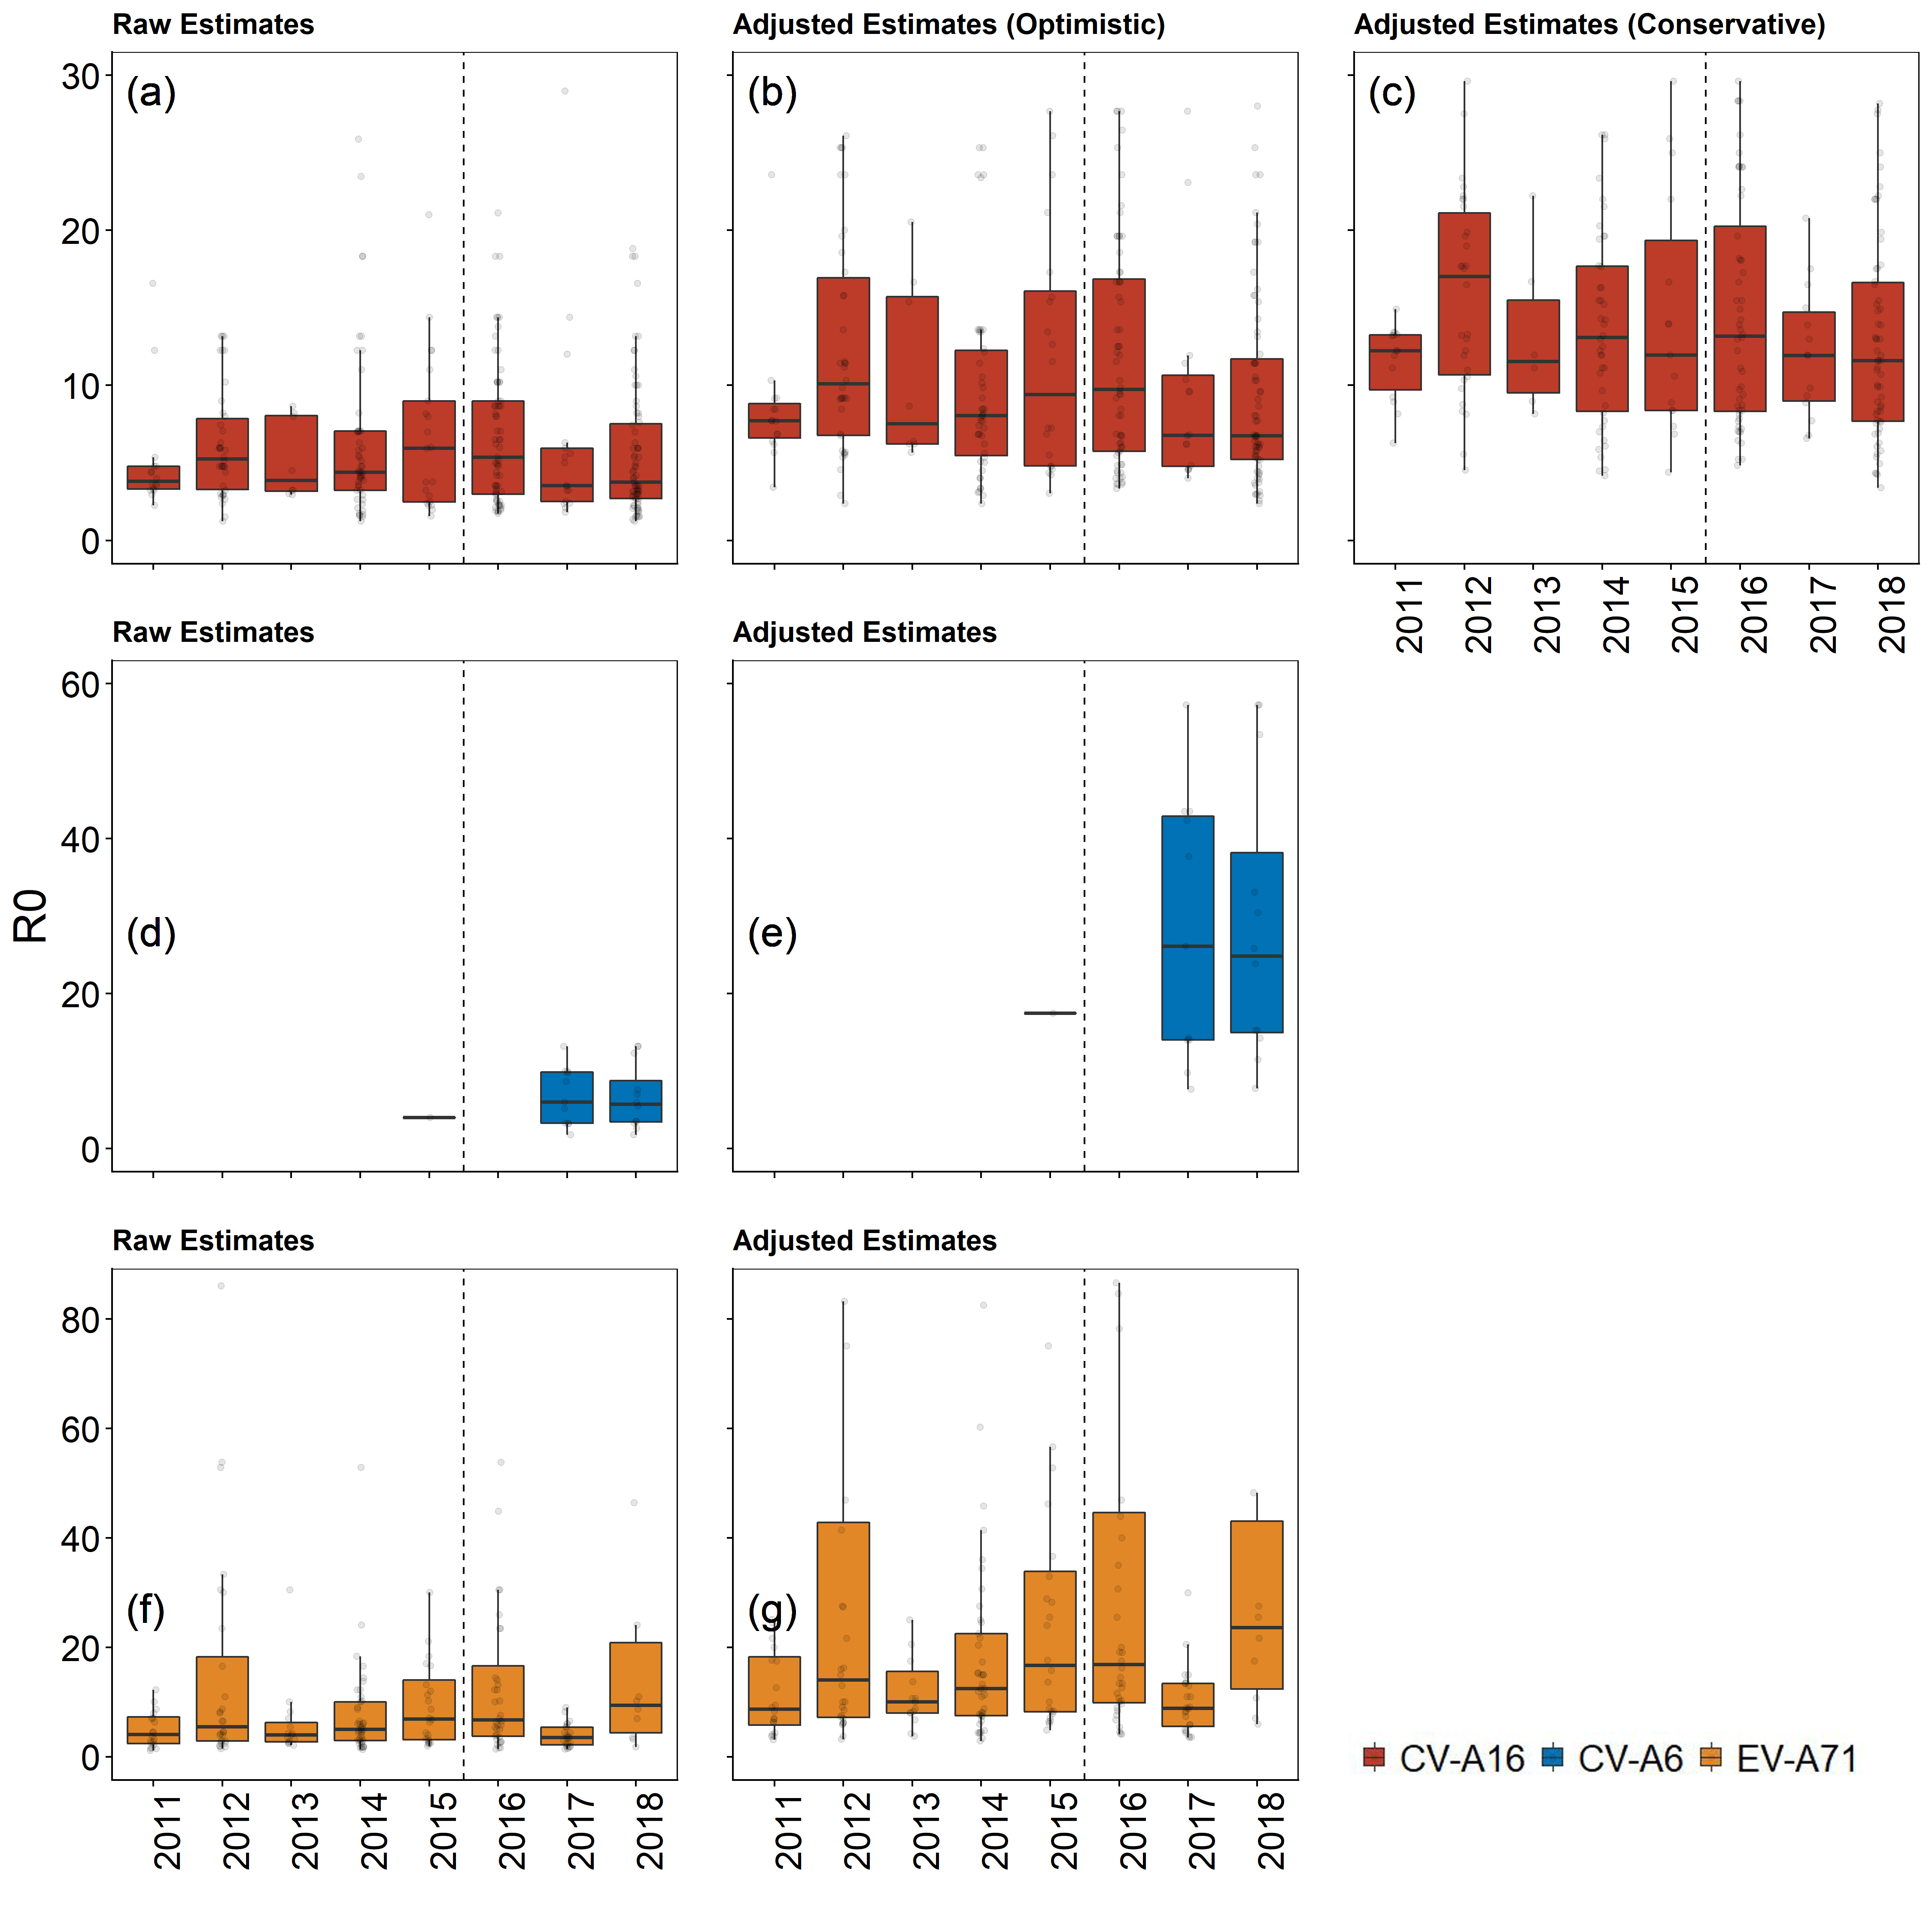 Raw Estimates
Adjusted Estimates (Optimistic)
Adjusted Estimates (Conservative)
(a)
(b)
(c)
30
20
10
0
2011
2012
2013
2014
2015
2016
2017
2018
Raw Estimates
Adjusted Estimates
R0
60
40
20
0
(d)
(e)
Raw Estimates
Adjusted Estimates
80
60
40
20
0
(f)
(g)
2011
2012
2013
2014
2015
2016
2017
2018
2011
2012
2013
2014
2015
2016
2017
2018
CV-A16 CV-A6 EV-A71